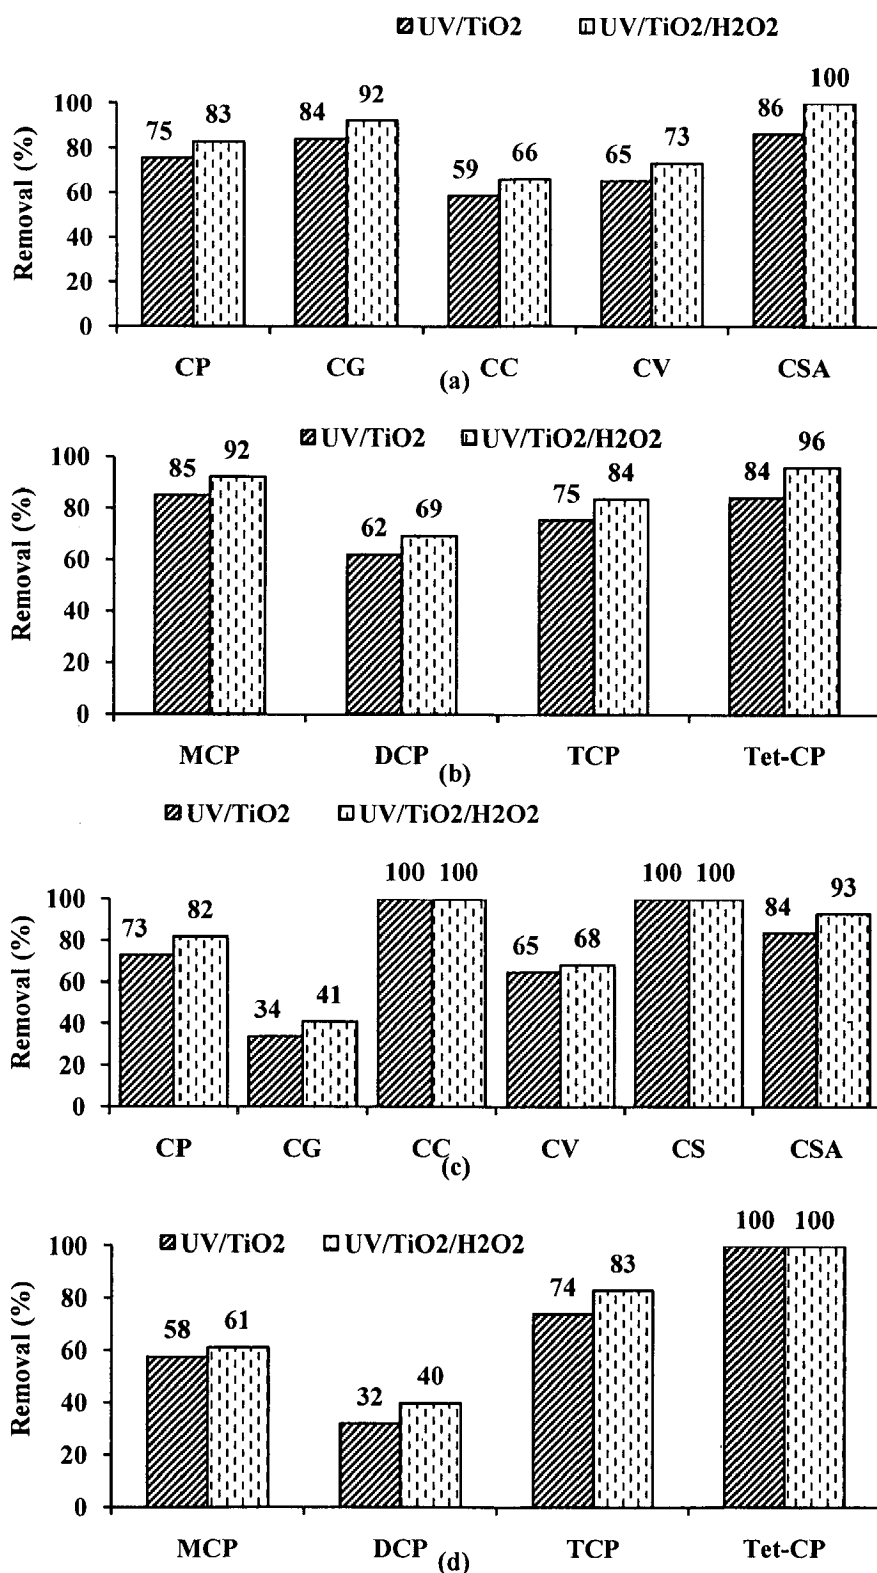 UV/TiO2 UV/TiO2/H2O2
Removal (%)
100
80
60
40
20
0
75 83 84 92 59 66 65 73 86 100
CP CG CC CV CSA
(a)
UV/TiO2 UV/TiO2/H2O2
Removal (%)
100
80
60
40
20
0
85 92 62 69 75 84 84 96
MCP DCP TCP Tet-CP
(b)
UV/TiO2 UV/TiO2/H2O2
Removal (%)
100
80
60
40
20
0
73 82 34 41 100 100 65 68 100 100 84 93
CP CG CC CV CS CSA
(c)
UV/TiO2 UV/TiO2/H2O2
Removal (%)
100
80
60
40
20
0
58 61 32 40 74 83 100 100
MCP DCP TCP Tet-CP
(d)